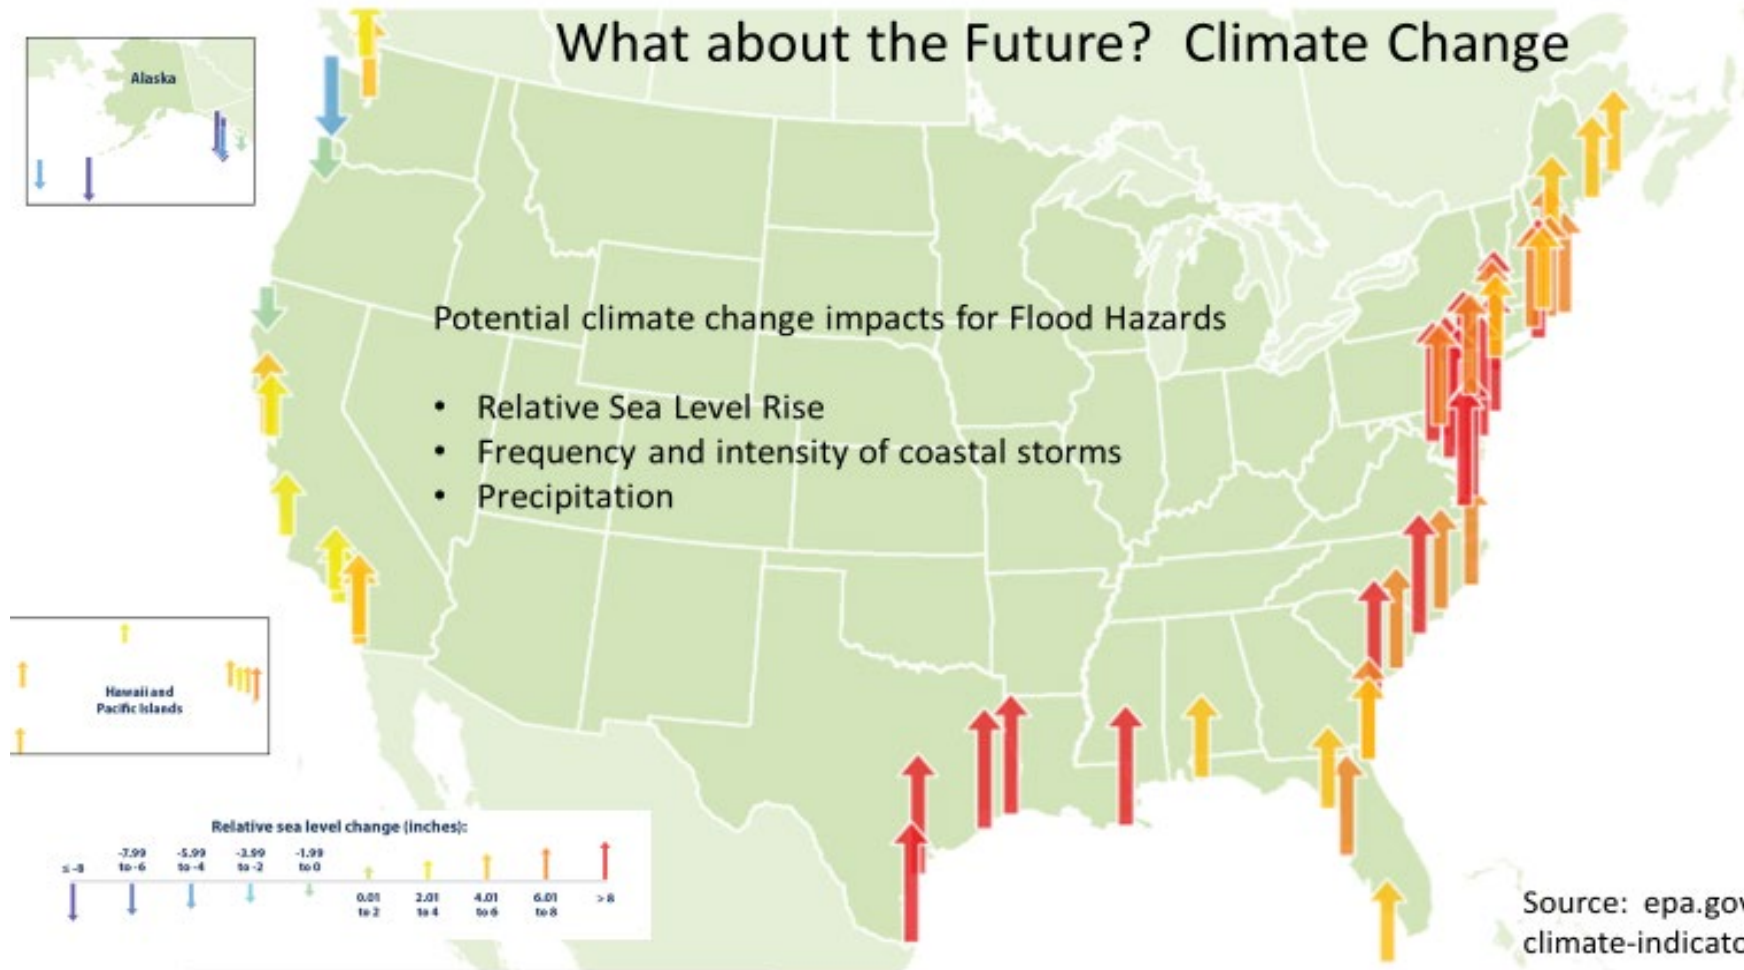 What about the Future? Climate Change
Alaska
Potential climate change impacts for Flood Hazards
• Relative Sea Level Rise
• Frequency and intensity of coastal storms
• Precipitation
Hawaii and
Pacific Islands
Relative sea level change (inches):
≤ -8
-7.99
to -6
-5.99
to -4
-3.99
to -2
-1.99
to 0
0.01
to 2
2.01
to 4
4.01
to 6
6.01
to 8
> 8
Source: epa.gov
climate-indicato